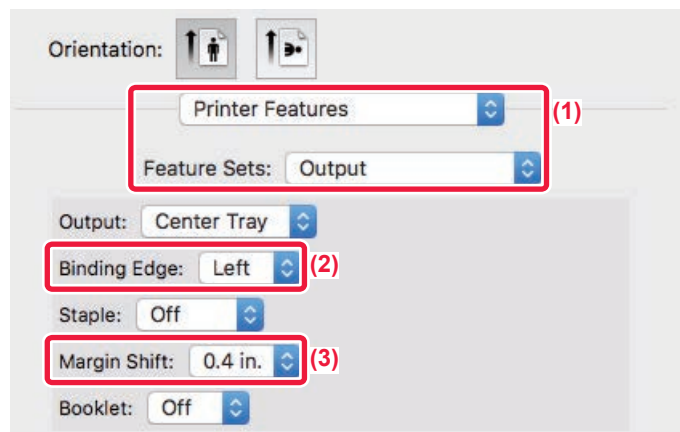 Orientation:
Printer Features
(1)
Feature Sets: Output
Output: Center Tray
Binding Edge: Left
(2)
Staple: Off
Margin Shift: 0.4 in.
(3)
Booklet: Off